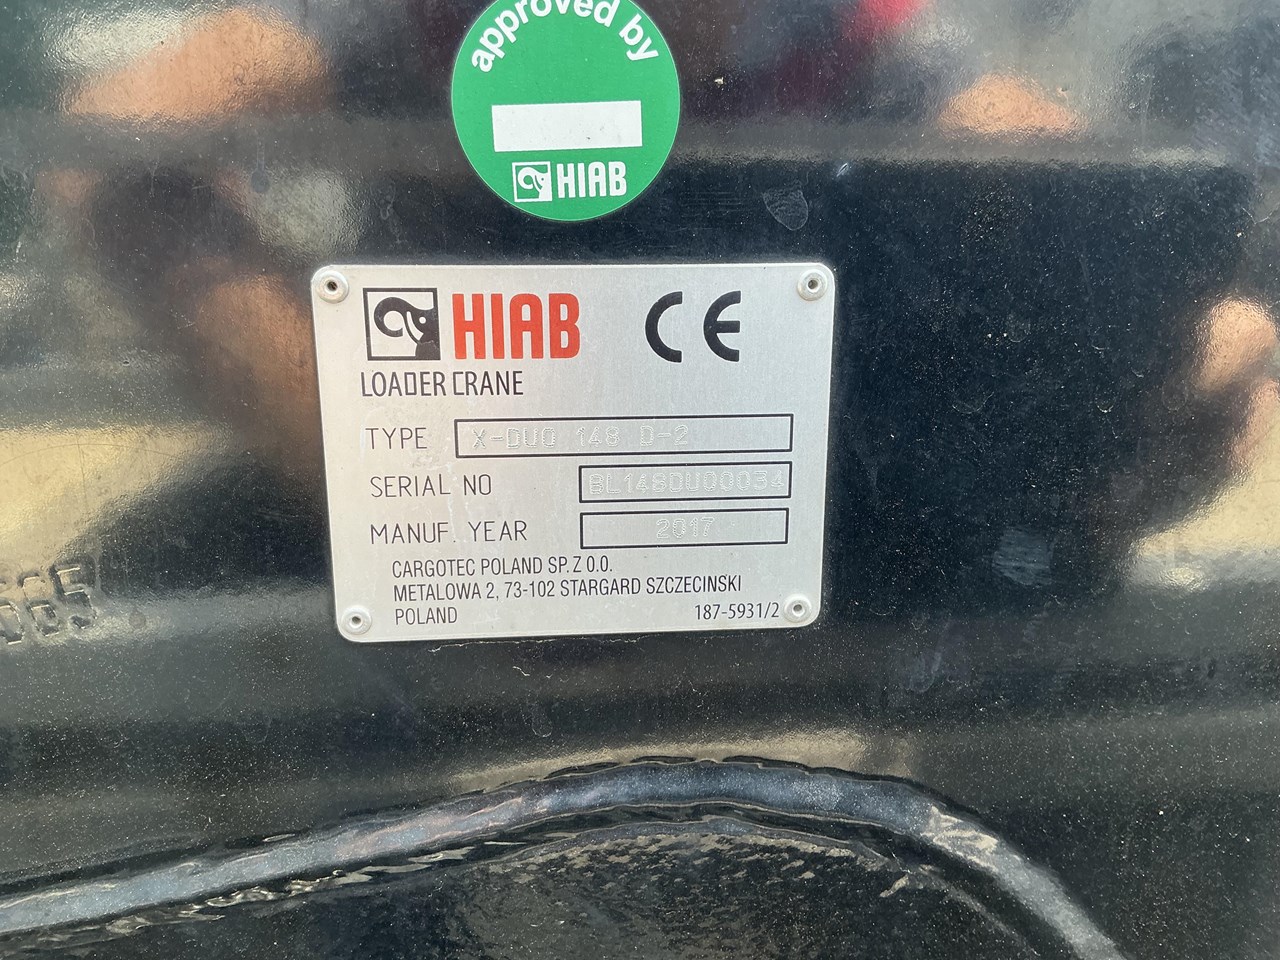 approved by
HIAB
HIAB CE
LOADER CRANE
TYPE X-DUO 148 D-2
SERIAL NO BL148DU00034
MANUF. YEAR 2017
CARGOTEC POLAND SP. Z O.O.
METALOWA 2, 73-102 STARGARD SZCZECINSKI
POLAND 187-5931/2